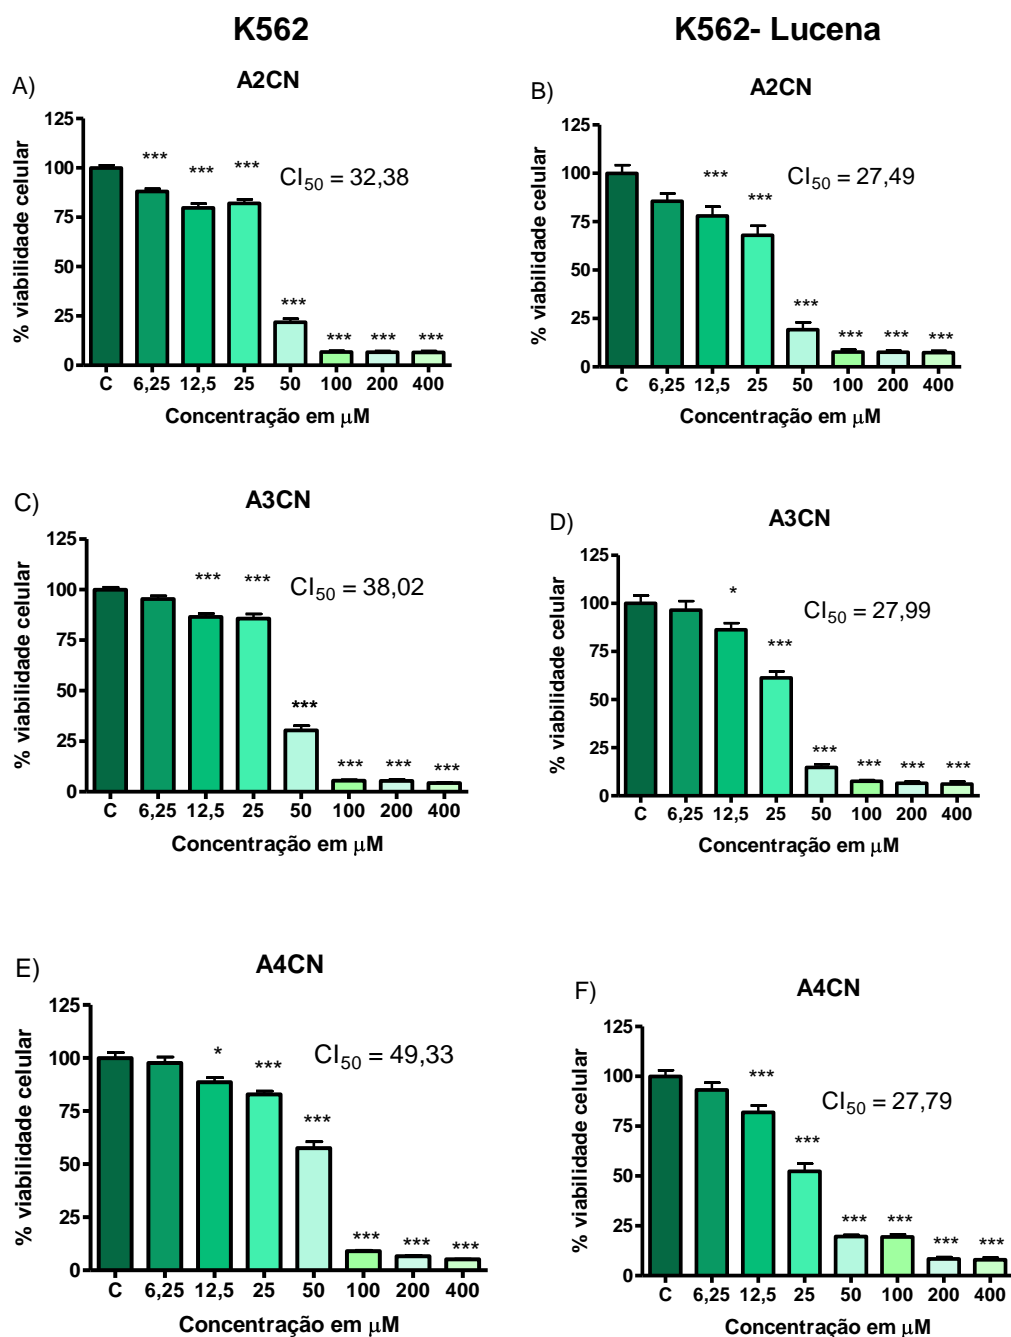 K562
K562- Lucena
A)
A2CN
% viabilidade celular
125
100
75
50
25
0
***
***
***
***
***
***
***
CI50 = 32,38
C 6,25 12,5 25 50 100 200 400
Concentração em μM
B)
A2CN
% viabilidade celular
125
100
75
50
25
0
***
***
***
***
***
***
CI50 = 27,49
C 6,25 12,5 25 50 100 200 400
Concentração em μM
C)
A3CN
% viabilidade celular
125
100
75
50
25
0
***
***
***
***
***
***
CI50 = 38,02
C 6,25 12,5 25 50 100 200 400
Concentração em μM
D)
A3CN
% viabilidade celular
125
100
75
50
25
0
*
***
***
***
***
***
CI50 = 27,99
C 6,25 12,5 25 50 100 200 400
Concentração em μM
E)
A4CN
% viabilidade celular
125
100
75
50
25
0
*
***
***
***
***
***
CI50 = 49,33
C 6,25 12,5 25 50 100 200 400
Concentração em μM
F)
A4CN
% viabilidade celular
125
100
75
50
25
0
***
***
***
***
***
***
CI50 = 27,79
C 6,25 12,5 25 50 100 200 400
Concentração em μM